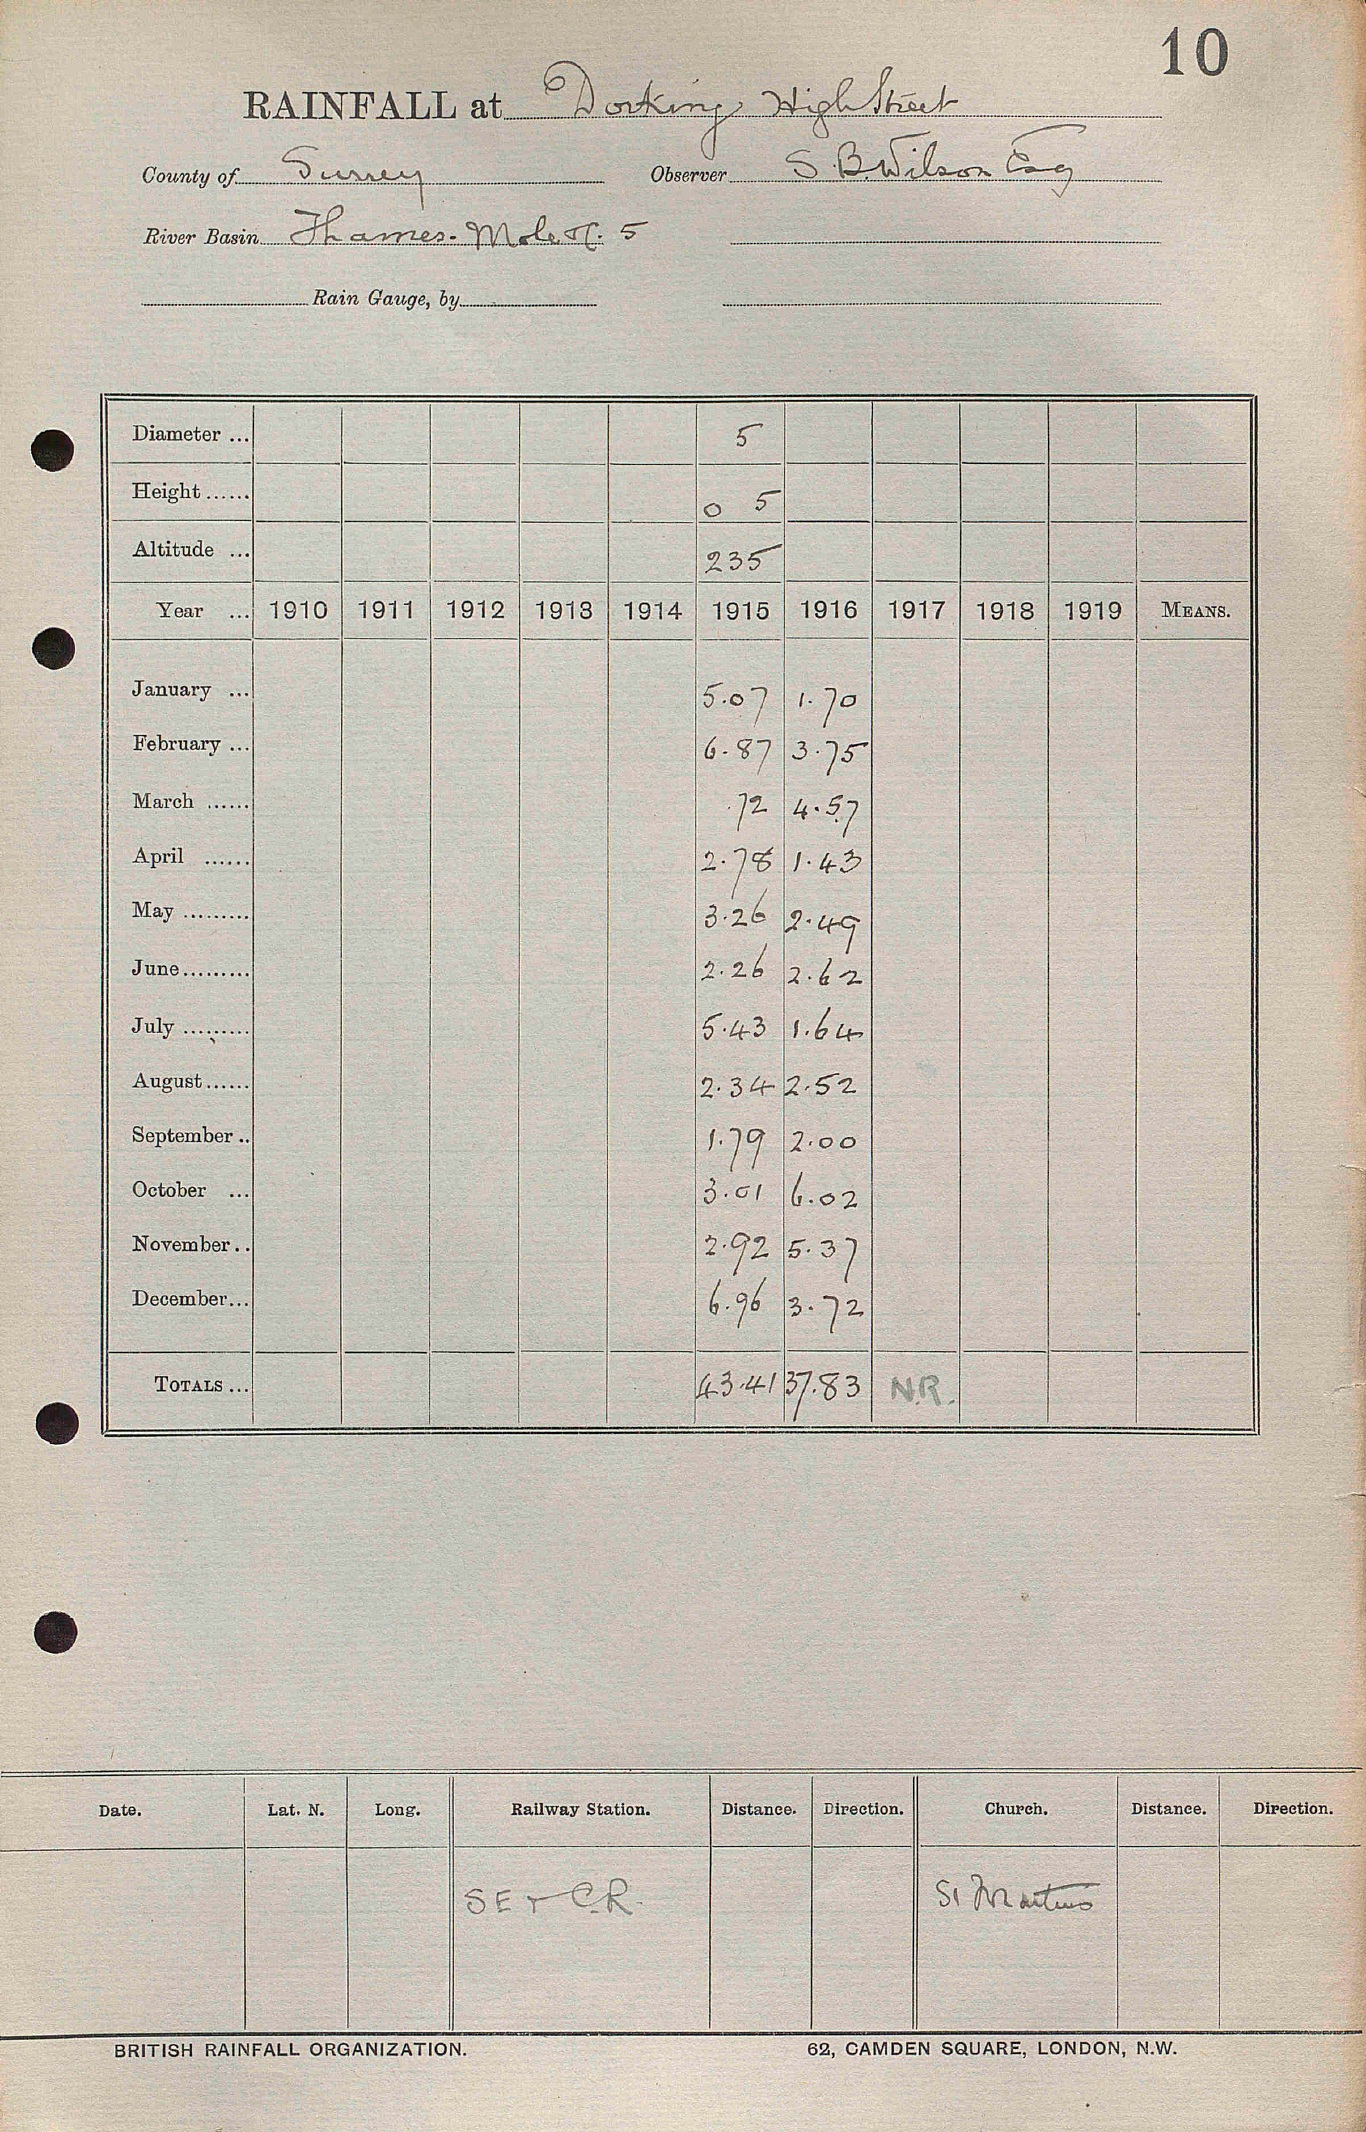 10
RAINFALL at Dorking High Street
County of Surrey Observer S. B. Wilson Esq
River Basin Thames. Mole 5
Rain Gauge, by
Diameter ... 5
Height ...... 0 5
Altitude ... 235
Year ... 1910 1911 1912 1913 1914 1915 1916 1917 1918 1919 MEANS.
January ... 5.07 1.70
February ... 6.87 3.75
March ...... .72 4.57
April ...... 2.78 1.43
May ......... 3.26 2.49
June......... 2.26 2.62
July ......... 5.43 1.64
August...... 2.34 2.52
September .. 1.79 2.00
October ... 3.01 6.02
November.. 2.92 5.37
December... 6.96 3.72
TOTALS ... 43.41 37.83 N.R.
Date. Lat. N. Long. Railway Station. Distance. Direction. Church. Distance. Direction.
SE + C.R. St Martins
BRITISH RAINFALL ORGANIZATION. 62, CAMDEN SQUARE, LONDON, N.W.